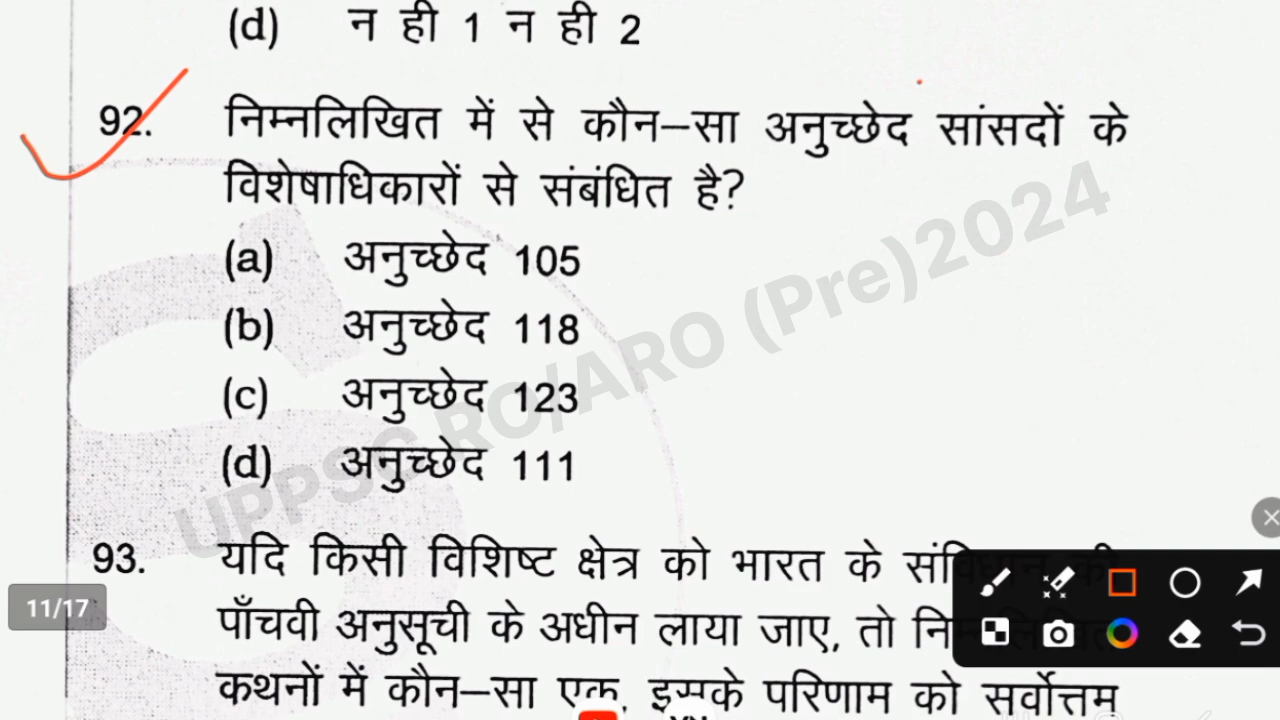 (d) न ही 1 न ही 2
92. निम्नलिखित में से कौन–सा अनुच्छेद सांसदों के
विशेषाधिकारों से संबंधित है?
(a) अनुच्छेद 105
(b) अनुच्छेद 118
(c) अनुच्छेद 123
(d) अनुच्छेद 111
UPPSC RO/ARO (Pre)2024
93. यदि किसी विशिष्ट क्षेत्र को भारत के संविधान की
11/17
पाँचवी अनुसूची के अधीन लाया जाए, तो निम्नलिखित
कथनों में कौन–सा एक, इसके परिणाम को सर्वोत्तम